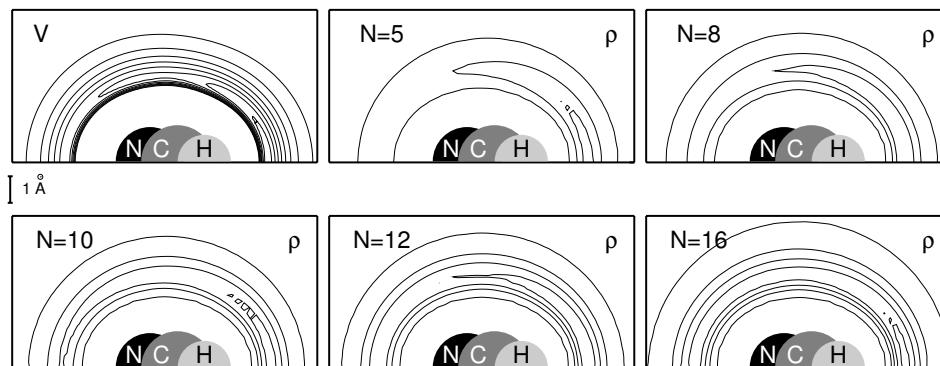 V
N C H
N=5 ρ
N C H
N=8 ρ
N C H
1 Å
N=10 ρ
N C H
N=12 ρ
N C H
N=16 ρ
N C H